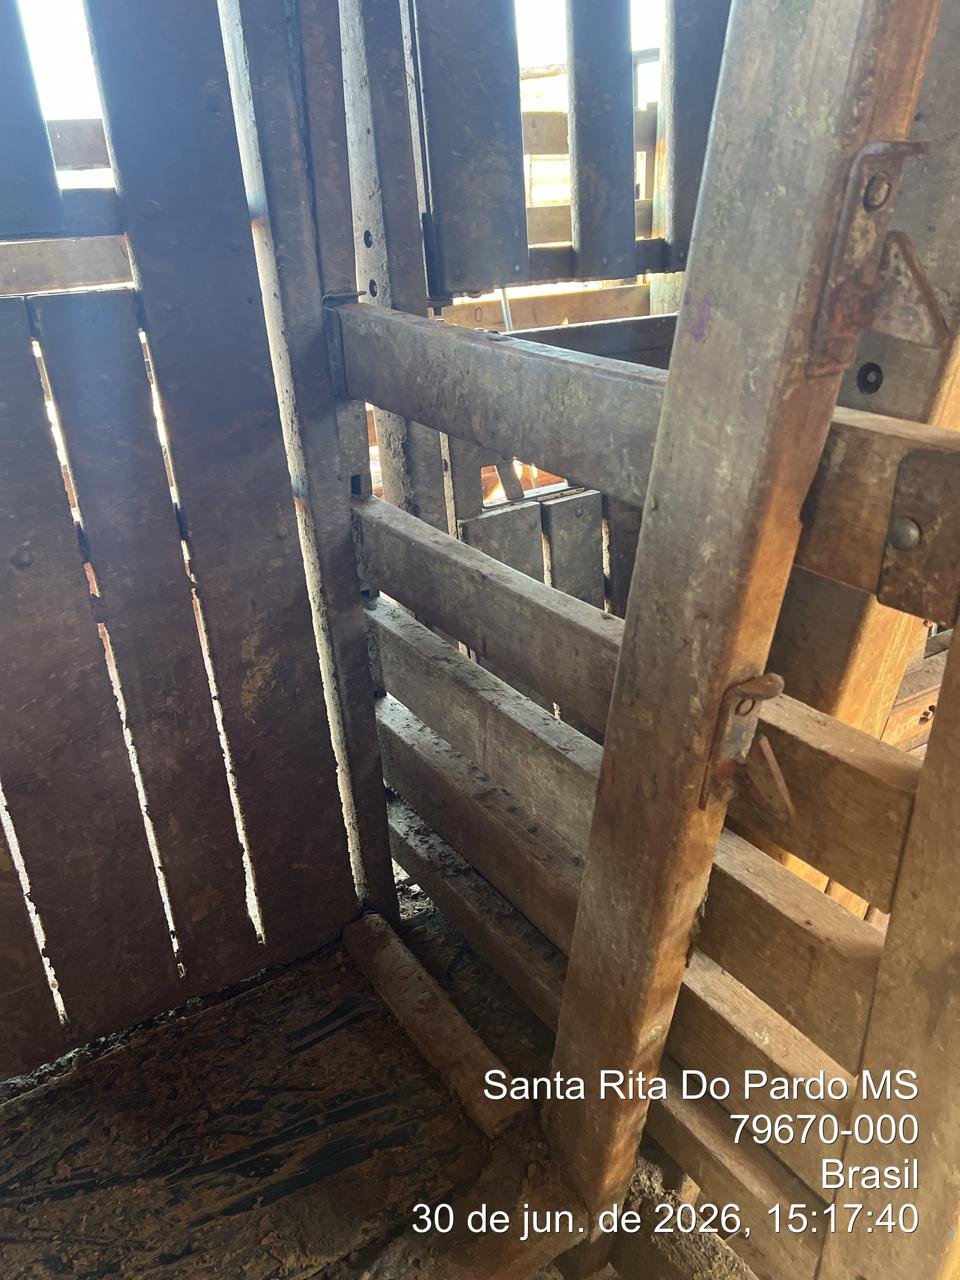 Santa Rita Do Pardo MS
79670-000
Brasil
30 de jun. de 2026, 15:17:40